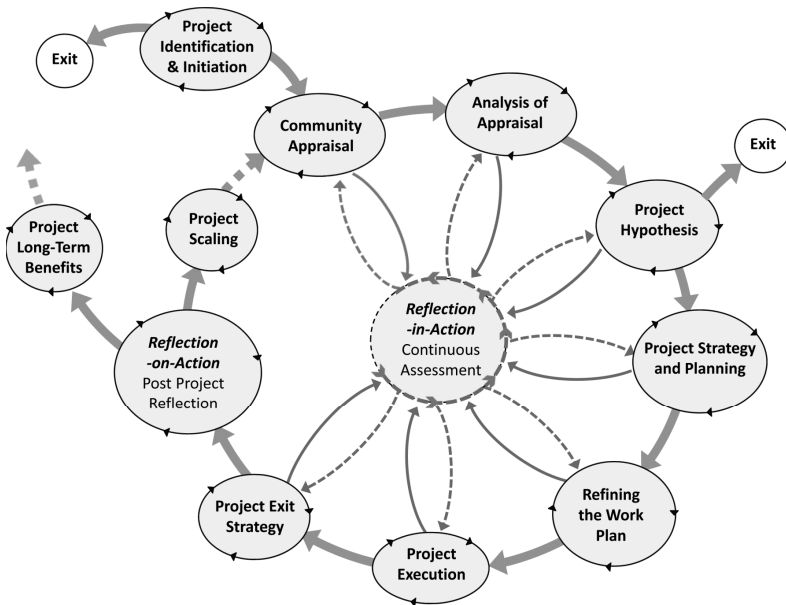 Project
Identification
& Initiation
Exit
Community
Appraisal
Analysis of
Appraisal
Exit
Project
Hypothesis
Project Strategy
and Planning
Refining
the Work
Plan
Project
Execution
Project Exit
Strategy
Reflection
-on-Action
Post Project
Reflection
Project
Scaling
Project
Long-Term
Benefits
Reflection
-in-Action
Continuous
Assessment